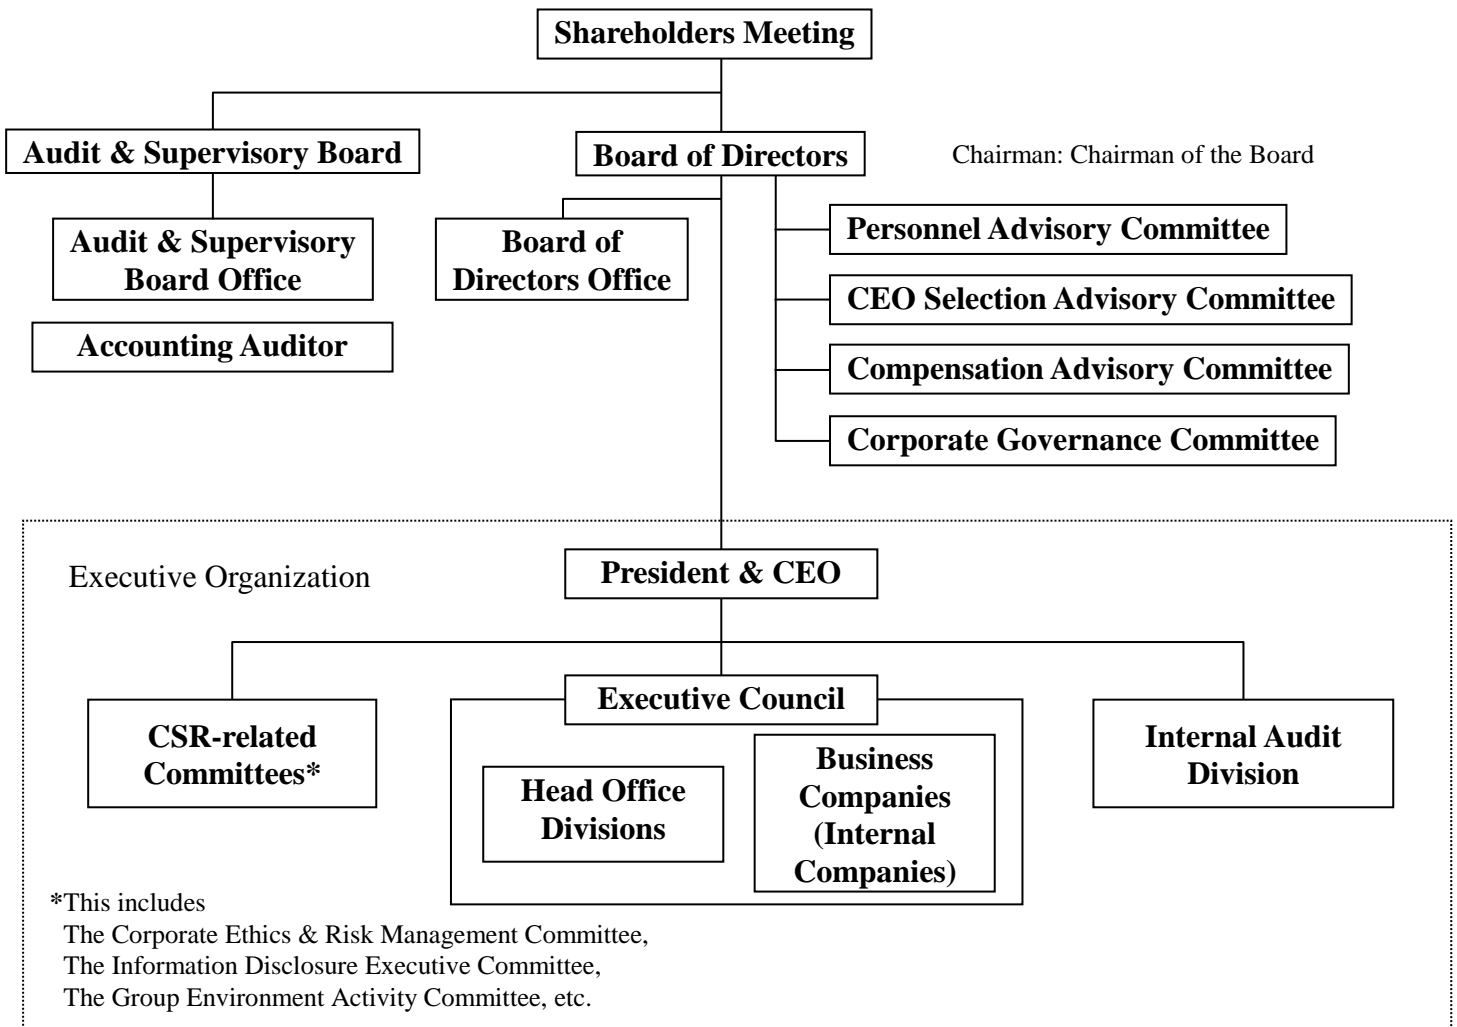 Shareholders Meeting
Audit & Supervisory Board
Board of Directors
Chairman: Chairman of the Board
Audit & Supervisory
Board Office
Board of
Directors Office
Personnel Advisory Committee
CEO Selection Advisory Committee
Accounting Auditor
Compensation Advisory Committee
Corporate Governance Committee
Executive Organization
President & CEO
Executive Council
CSR-related
Committees*
Head Office
Divisions
Business
Companies
(Internal
Companies)
Internal Audit
Division
*This includes
The Corporate Ethics & Risk Management Committee,
The Information Disclosure Executive Committee,
The Group Environment Activity Committee, etc.